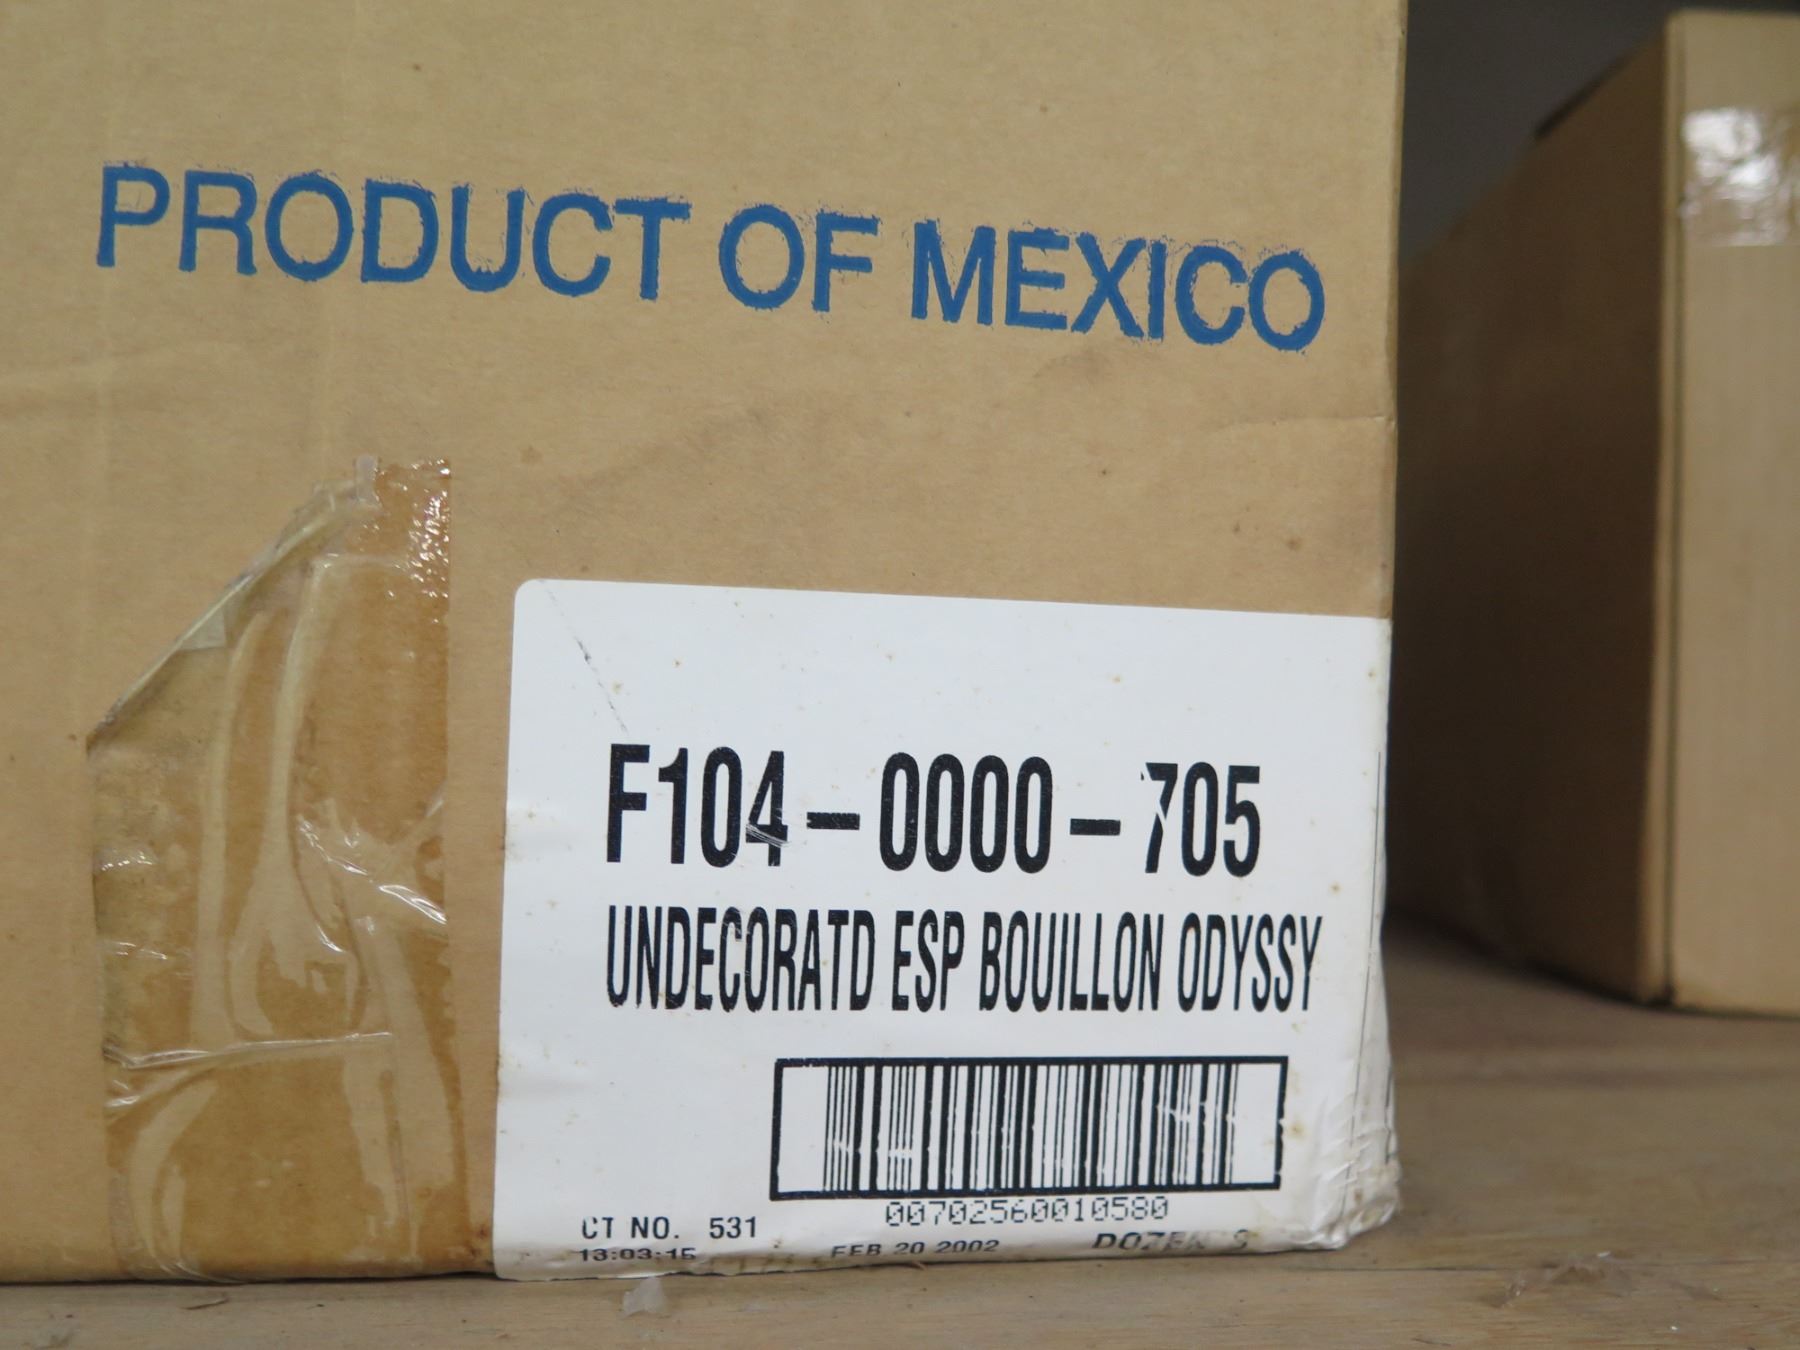 PRODUCT OF MEXICO
F104-0000-705
UNDECORATD ESP BOUILLON ODYSSY
00702560010580
CT NO. 531
13:03:15 FEB 20 2002